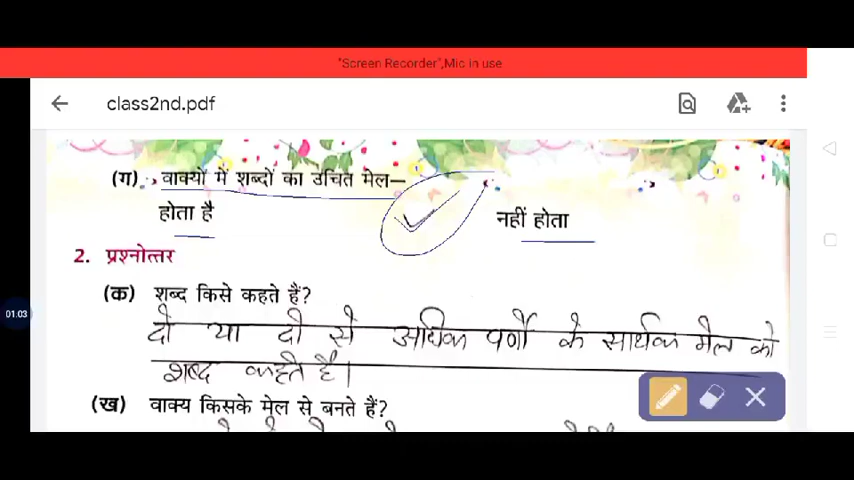 "Screen Recorder",Mic in use
class2nd.pdf
(ग) वाक्यों में शब्दों का उचित मेल—
होता है नहीं होता
2. प्रश्नोत्तर
(क) शब्द किसे कहते हैं?
दो या दो से अधिक वर्णो के सार्थक मेल को
शब्द कहते है।
(ख) वाक्य किसके मेल से बनते हैं?
01:03